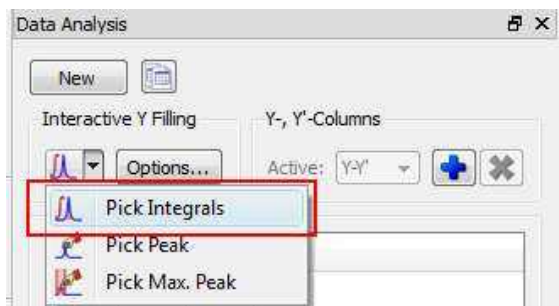 Data Analysis
New
Interactive Y Filling
Y-, Y'-Columns
Options...
Active: Y-Y'
Pick Integrals
Pick Peak
Pick Max. Peak